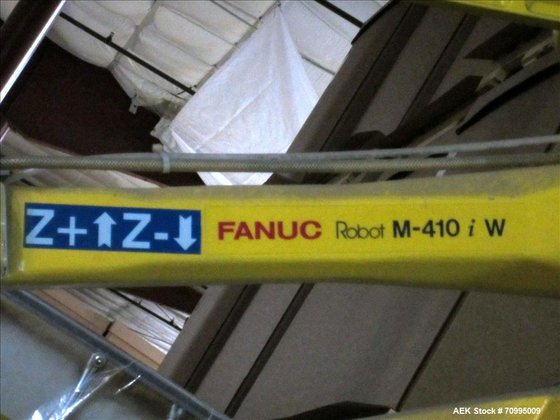 Z+⬆Z-⬇ FANUC Robot M-410 i W
AEK Stock # 70995009